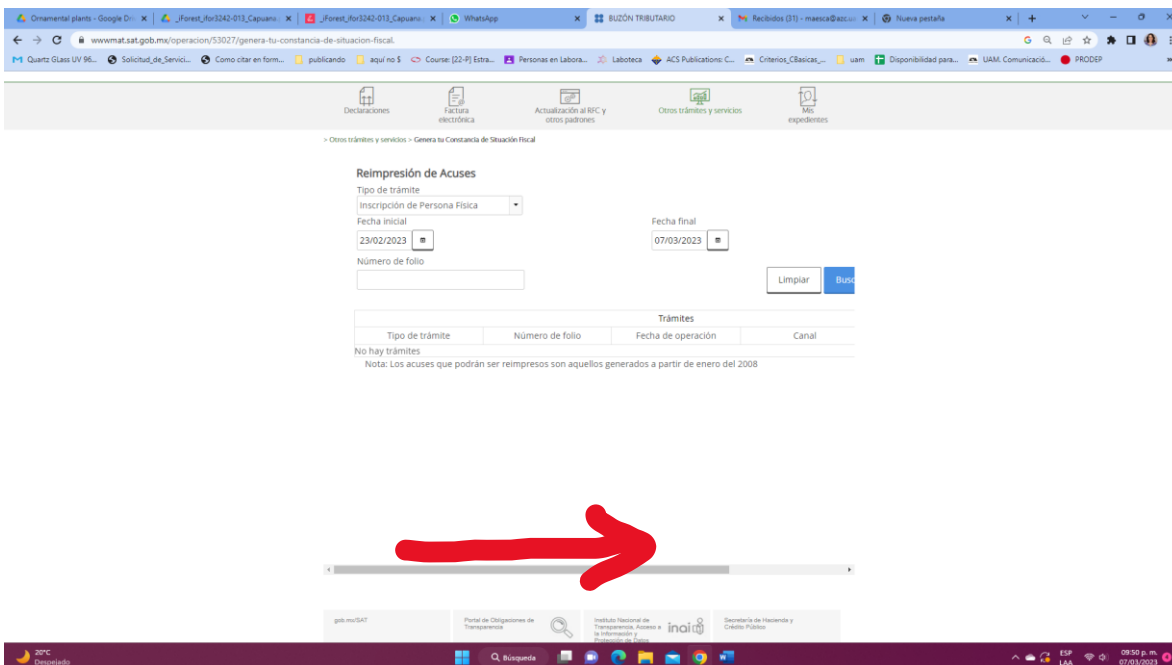 Ornamental plants - Google Dri
_iForest_ifor3242-013_Capuano.
_iForest_ifor3242-013_Capuano.
WhatsApp
BUZÓN TRIBUTARIO
Recibidos (31) - maesca@azc.ua
Nueva pestaña
wwwmat.sat.gob.mx/operacion/53027/genera-tu-constancia-de-situacion-fiscal.
Quartz GLass UV 96...
Solicitud_de_Servici...
Como citar en form...
publicando
aquí no $
Course: [22-P] Estra...
Personas en Labora...
Laboteca
ACS Publications: C...
Criterios_CBasicas_...
uam
Disponibilidad para...
UAM. Comunicació...
PRODEP
Declaraciones
Factura
electrónica
Actualización al RFC y
otros padrones
Otros trámites y servicios
Mis
expedientes
> Otros trámites y servicios > Genera tu Constancia de Situación Fiscal
Reimpresión de Acuses
Tipo de trámite
Inscripción de Persona Física
Fecha inicial
Fecha final
23/02/2023
07/03/2023
Número de folio
Limpiar
Busc
Trámites
Tipo de trámite
Número de folio
Fecha de operación
Canal
No hay trámites
Nota: Los acuses que podrán ser reimpresos son aquellos generados a partir de enero del 2008
gob.mx/SAT
Portal de Obligaciones de
Transparencia
Instituto Nacional de
Transparencia, Acceso a
la Información y
Protección de Datos
inai
Secretaría de Hacienda y
Crédito Público
20°C
Despejado
Búsqueda
ESP
LAA
09:50 p. m.
07/03/2023